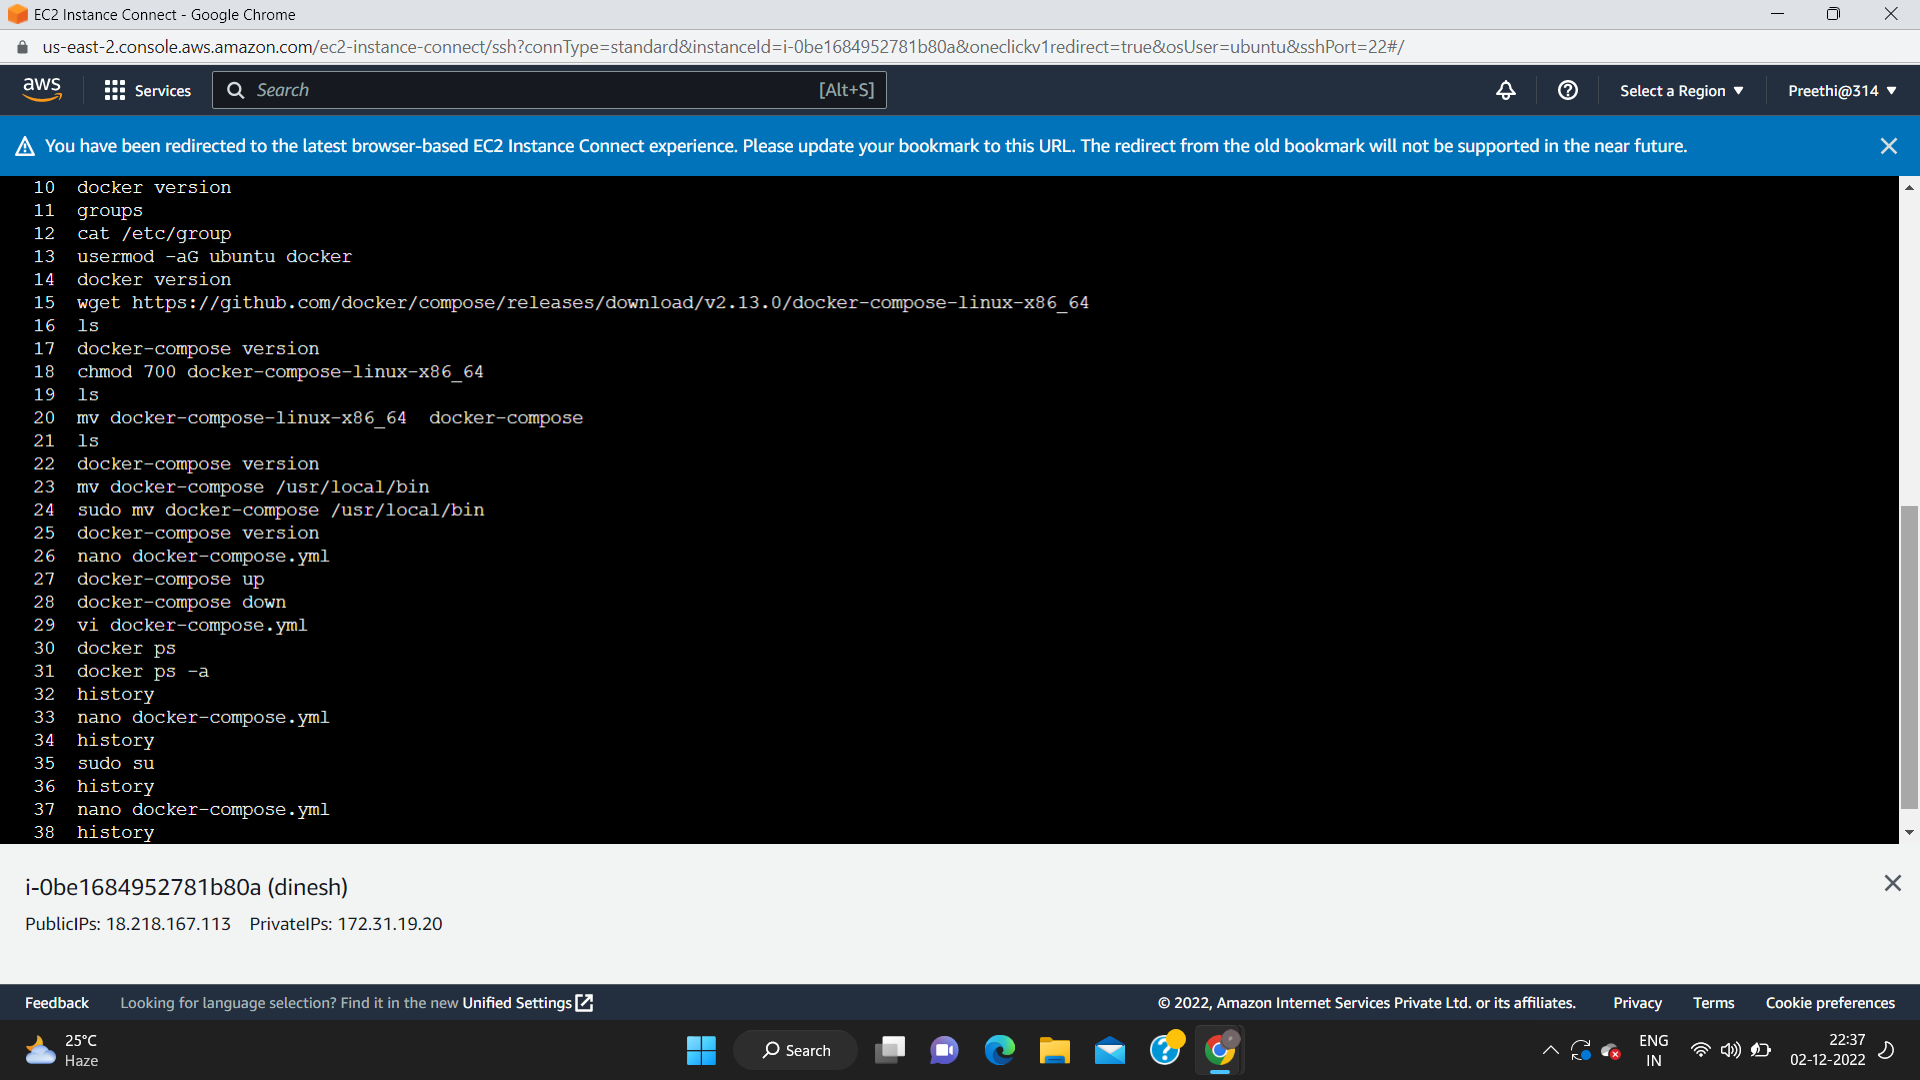 EC2 Instance Connect - Google Chrome
us-east-2.console.aws.amazon.com/ec2-instance-connect/ssh?connType=standard&instanceId=i-0be1684952781b80a&oneclickv1redirect=true&osUser=ubuntu&sshPort=22#/
aws Services Search [Alt+S] Select a Region Preethi@314
You have been redirected to the latest browser-based EC2 Instance Connect experience. Please update your bookmark to this URL. The redirect from the old bookmark will not be supported in the near future.
10 docker version
11 groups
12 cat /etc/group
13 usermod -aG ubuntu docker
14 docker version
15 wget https://github.com/docker/compose/releases/download/v2.13.0/docker-compose-linux-x86_64
16 ls
17 docker-compose version
18 chmod 700 docker-compose-linux-x86_64
19 ls
20 mv docker-compose-linux-x86_64  docker-compose
21 ls
22 docker-compose version
23 mv docker-compose /usr/local/bin
24 sudo mv docker-compose /usr/local/bin
25 docker-compose version
26 nano docker-compose.yml
27 docker-compose up
28 docker-compose down
29 vi docker-compose.yml
30 docker ps
31 docker ps -a
32 history
33 nano docker-compose.yml
34 history
35 sudo su
36 history
37 nano docker-compose.yml
38 history
i-0be1684952781b80a (dinesh)
PublicIPs: 18.218.167.113 PrivateIPs: 172.31.19.20
Feedback Looking for language selection? Find it in the new Unified Settings © 2022, Amazon Internet Services Private Ltd. or its affiliates. Privacy Terms Cookie preferences
25°C
Haze
Search
ENG
IN
22:37
02-12-2022